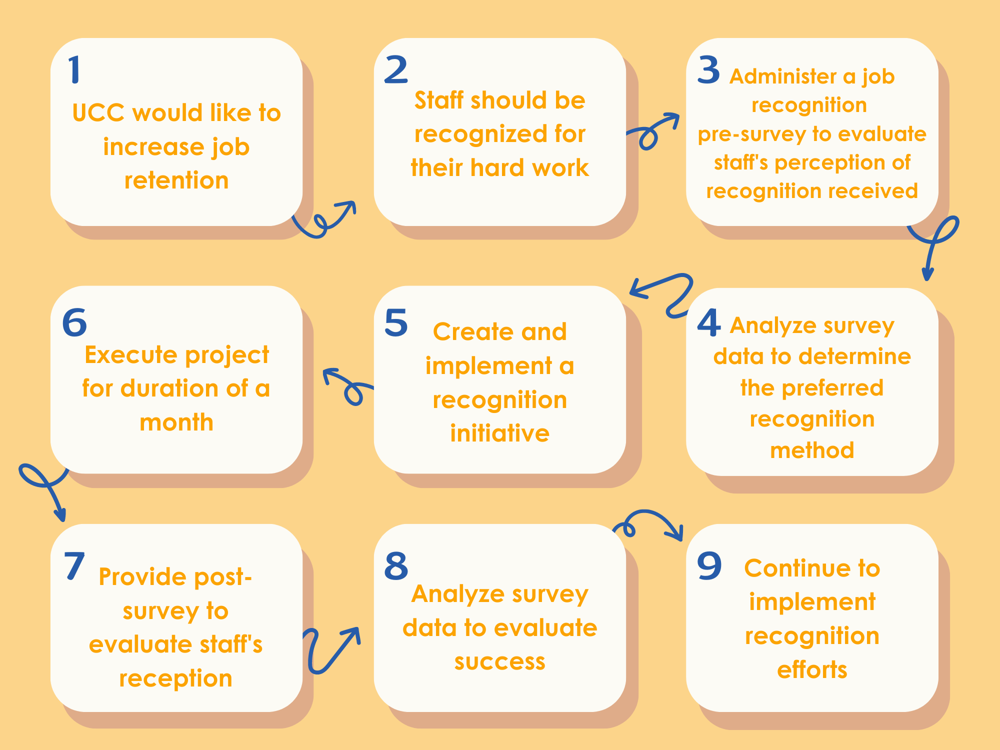 1
UCC would like to
increase job
retention
2
Staff should be
recognized for
their hard work
3
Administer a job
recognition
pre-survey to evaluate
staff's perception of
recognition received
4
Analyze survey
data to determine
the preferred
recognition
method
5
Create and
implement a
recognition
initiative
6
Execute project
for duration of a
month
7
Provide post-
survey to
evaluate staff's
reception
8
Analyze survey
data to evaluate
success
9
Continue to
implement
recognition
efforts